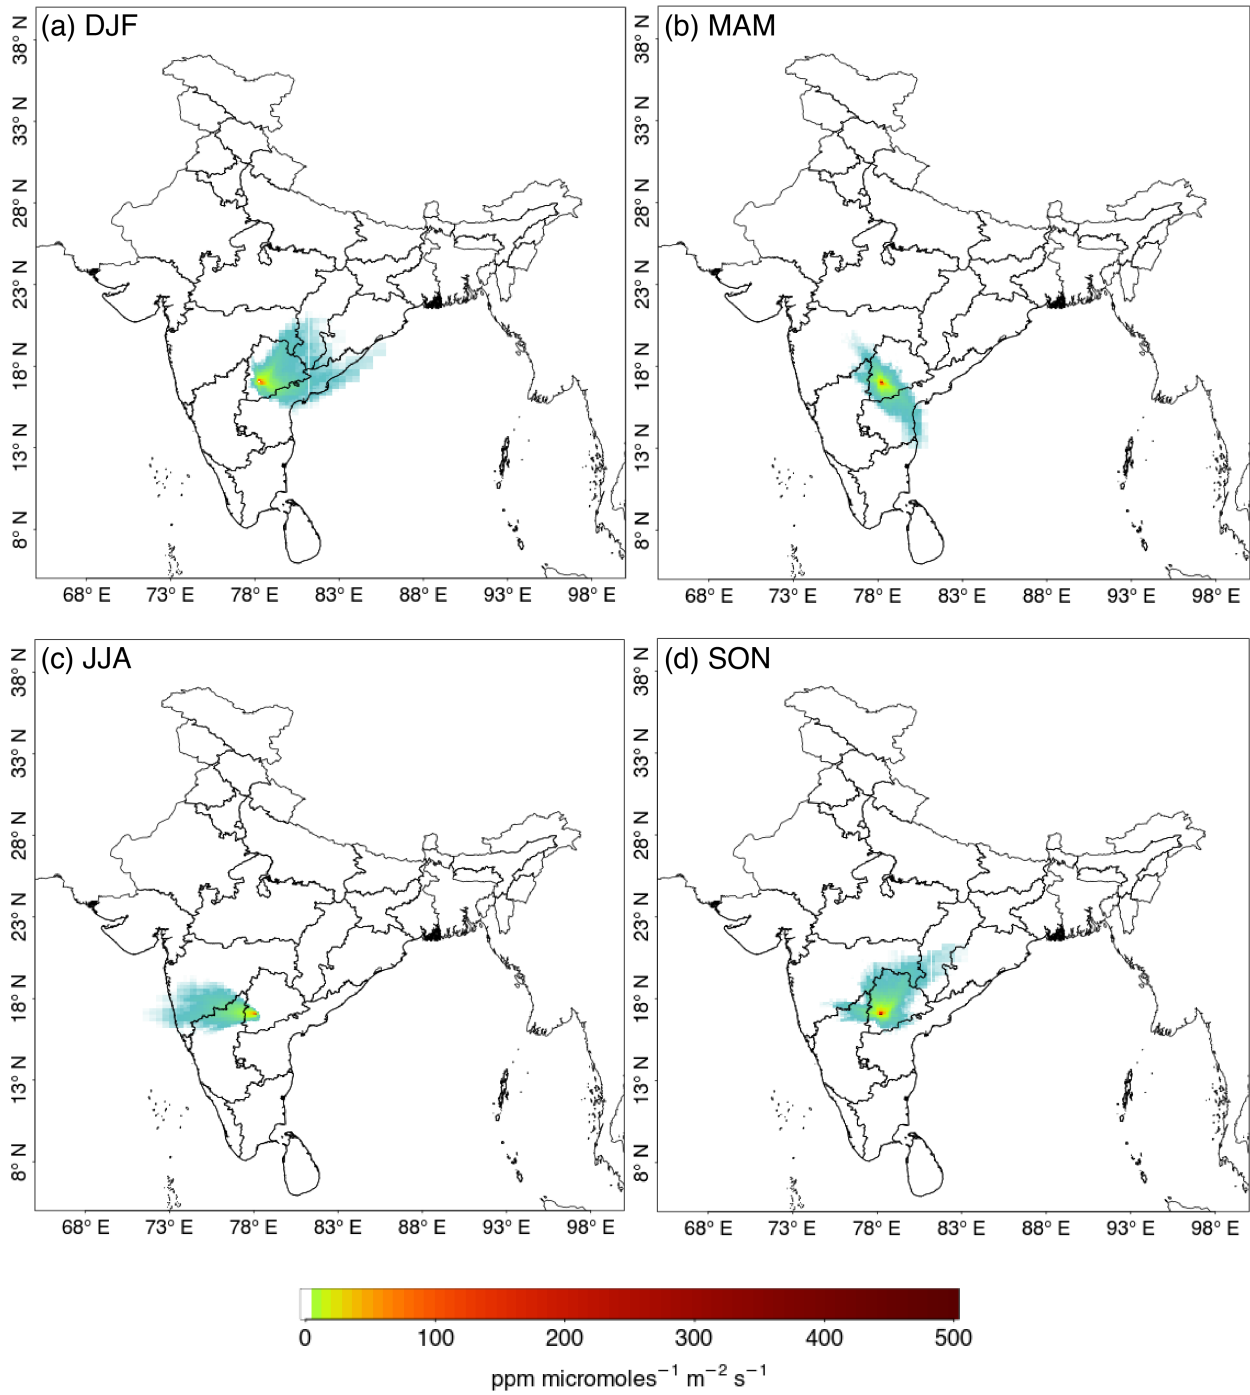 (a) DJF
(b) MAM
38° N
33° N
28° N
23° N
18° N
13° N
8° N
38° N
33° N
28° N
23° N
18° N
13° N
8° N
68° E 73° E 78° E 83° E 88° E 93° E 98° E
68° E 73° E 78° E 83° E 88° E 93° E 98° E
(c) JJA
(d) SON
38° N
33° N
28° N
23° N
18° N
13° N
8° N
38° N
33° N
28° N
23° N
18° N
13° N
8° N
68° E 73° E 78° E 83° E 88° E 93° E 98° E
68° E 73° E 78° E 83° E 88° E 93° E 98° E
0 100 200 300 400 500
ppm micromoles⁻¹ m⁻² s⁻¹